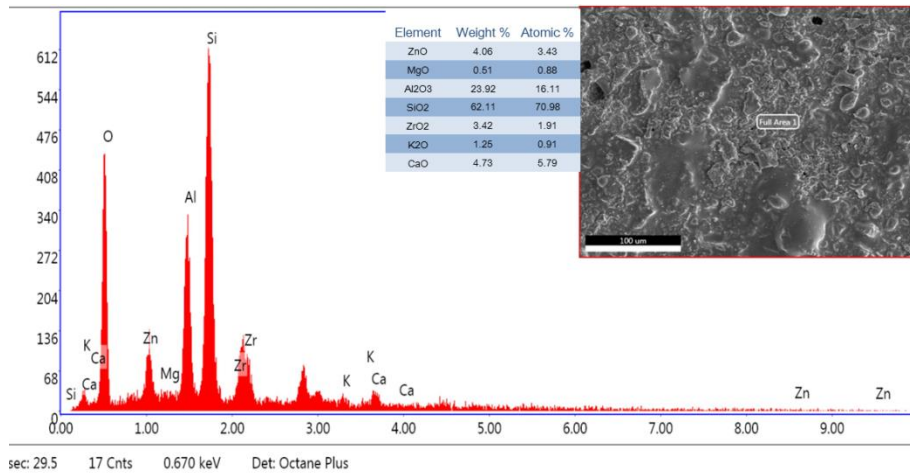 612
544
476
408
340
272
204
136
68
0
Si
O
Al
Si
K
Ca
Ca
Zn
Mg
Zr
Zr
K
K
Ca
Ca
Zn
Zn
0.00 1.00 2.00 3.00 4.00 5.00 6.00 7.00 8.00 9.00
sec: 29.5 17 Cnts 0.670 keV Det: Octane Plus
Element Weight % Atomic %
ZnO 4.06 3.43
MgO 0.51 0.88
Al2O3 23.92 16.11
SiO2 62.11 70.98
ZrO2 3.42 1.91
K2O 1.25 0.91
CaO 4.73 5.79
Full Area 1
100 um